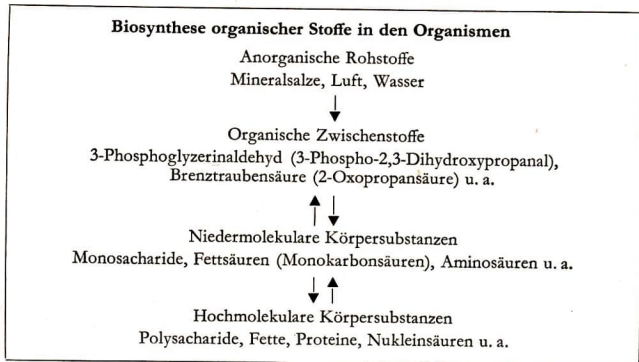 Biosynthese organischer Stoffe in den Organismen
Anorganische Rohstoffe
Mineralsalze, Luft, Wasser
Organische Zwischenstoffe
3-Phosphoglyzerinaldehyd (3-Phospho-2,3-Dihydroxypropanal),
Brenztraubensäure (2-Oxopropansäure) u. a.
Niedermolekulare Körpersubstanzen
Monosacharide, Fettsäuren (Monokarbonsäuren), Aminosäuren u. a.
Hochmolekulare Körpersubstanzen
Polysacharide, Fette, Proteine, Nukleinsäuren u. a.